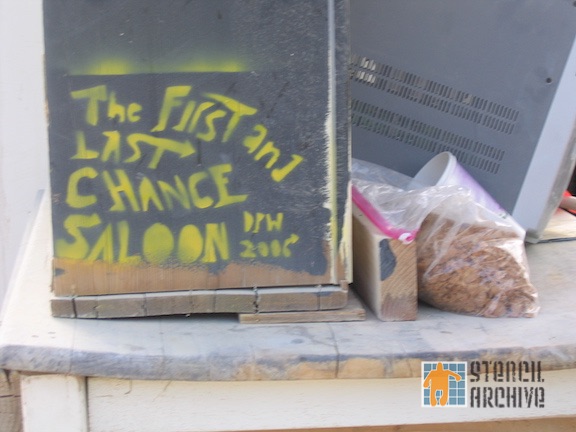 The First and
LAST
CHANCE
SALOON DPW
2006
STENCIL
ARCHIVE